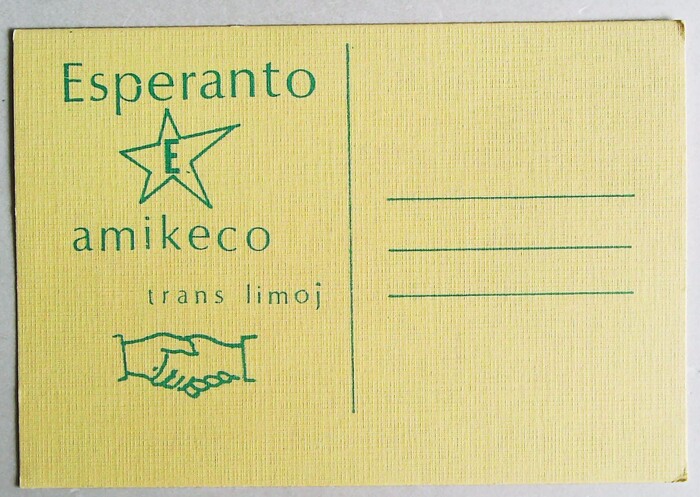 Esperanto
E
amikeco
trans limoj